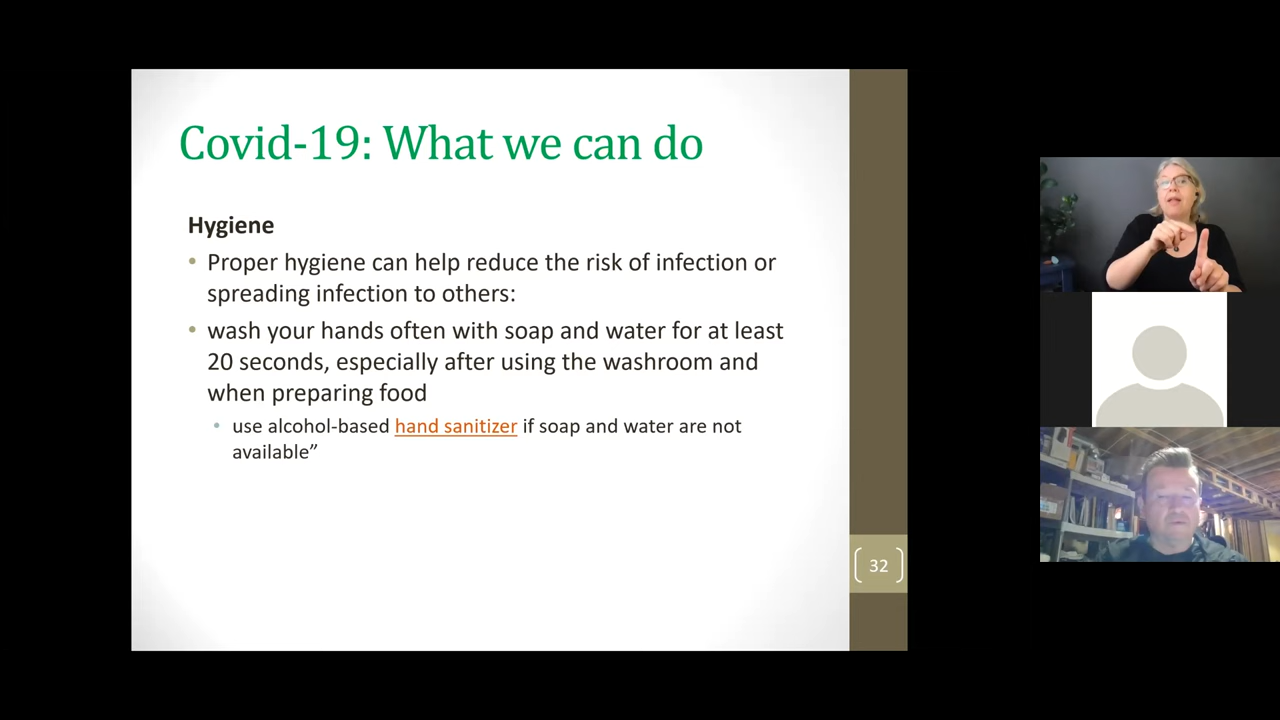 Covid-19: What we can do
Hygiene
• Proper hygiene can help reduce the risk of infection or
spreading infection to others:
• wash your hands often with soap and water for at least
20 seconds, especially after using the washroom and
when preparing food
• use alcohol-based hand sanitizer if soap and water are not
available”
32